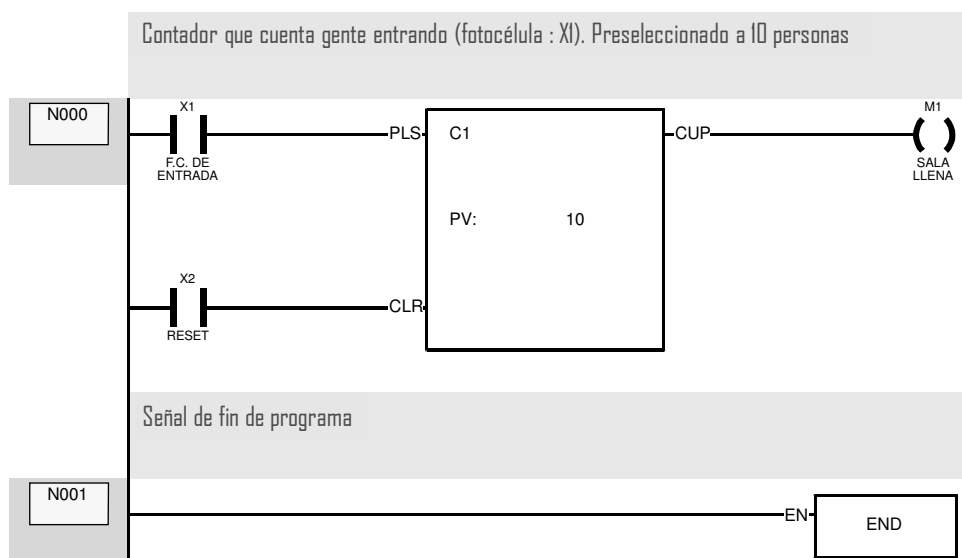 Contador que cuenta gente entrando (fotocélula : X1). Preseleccionado a 10 personas
N000
X1
F.C. DE
ENTRADA
PLS
C1
CUP
M1
SALA
LLENA
PV: 10
X2
RESET
CLR
Señal de fin de programa
N001
EN
END